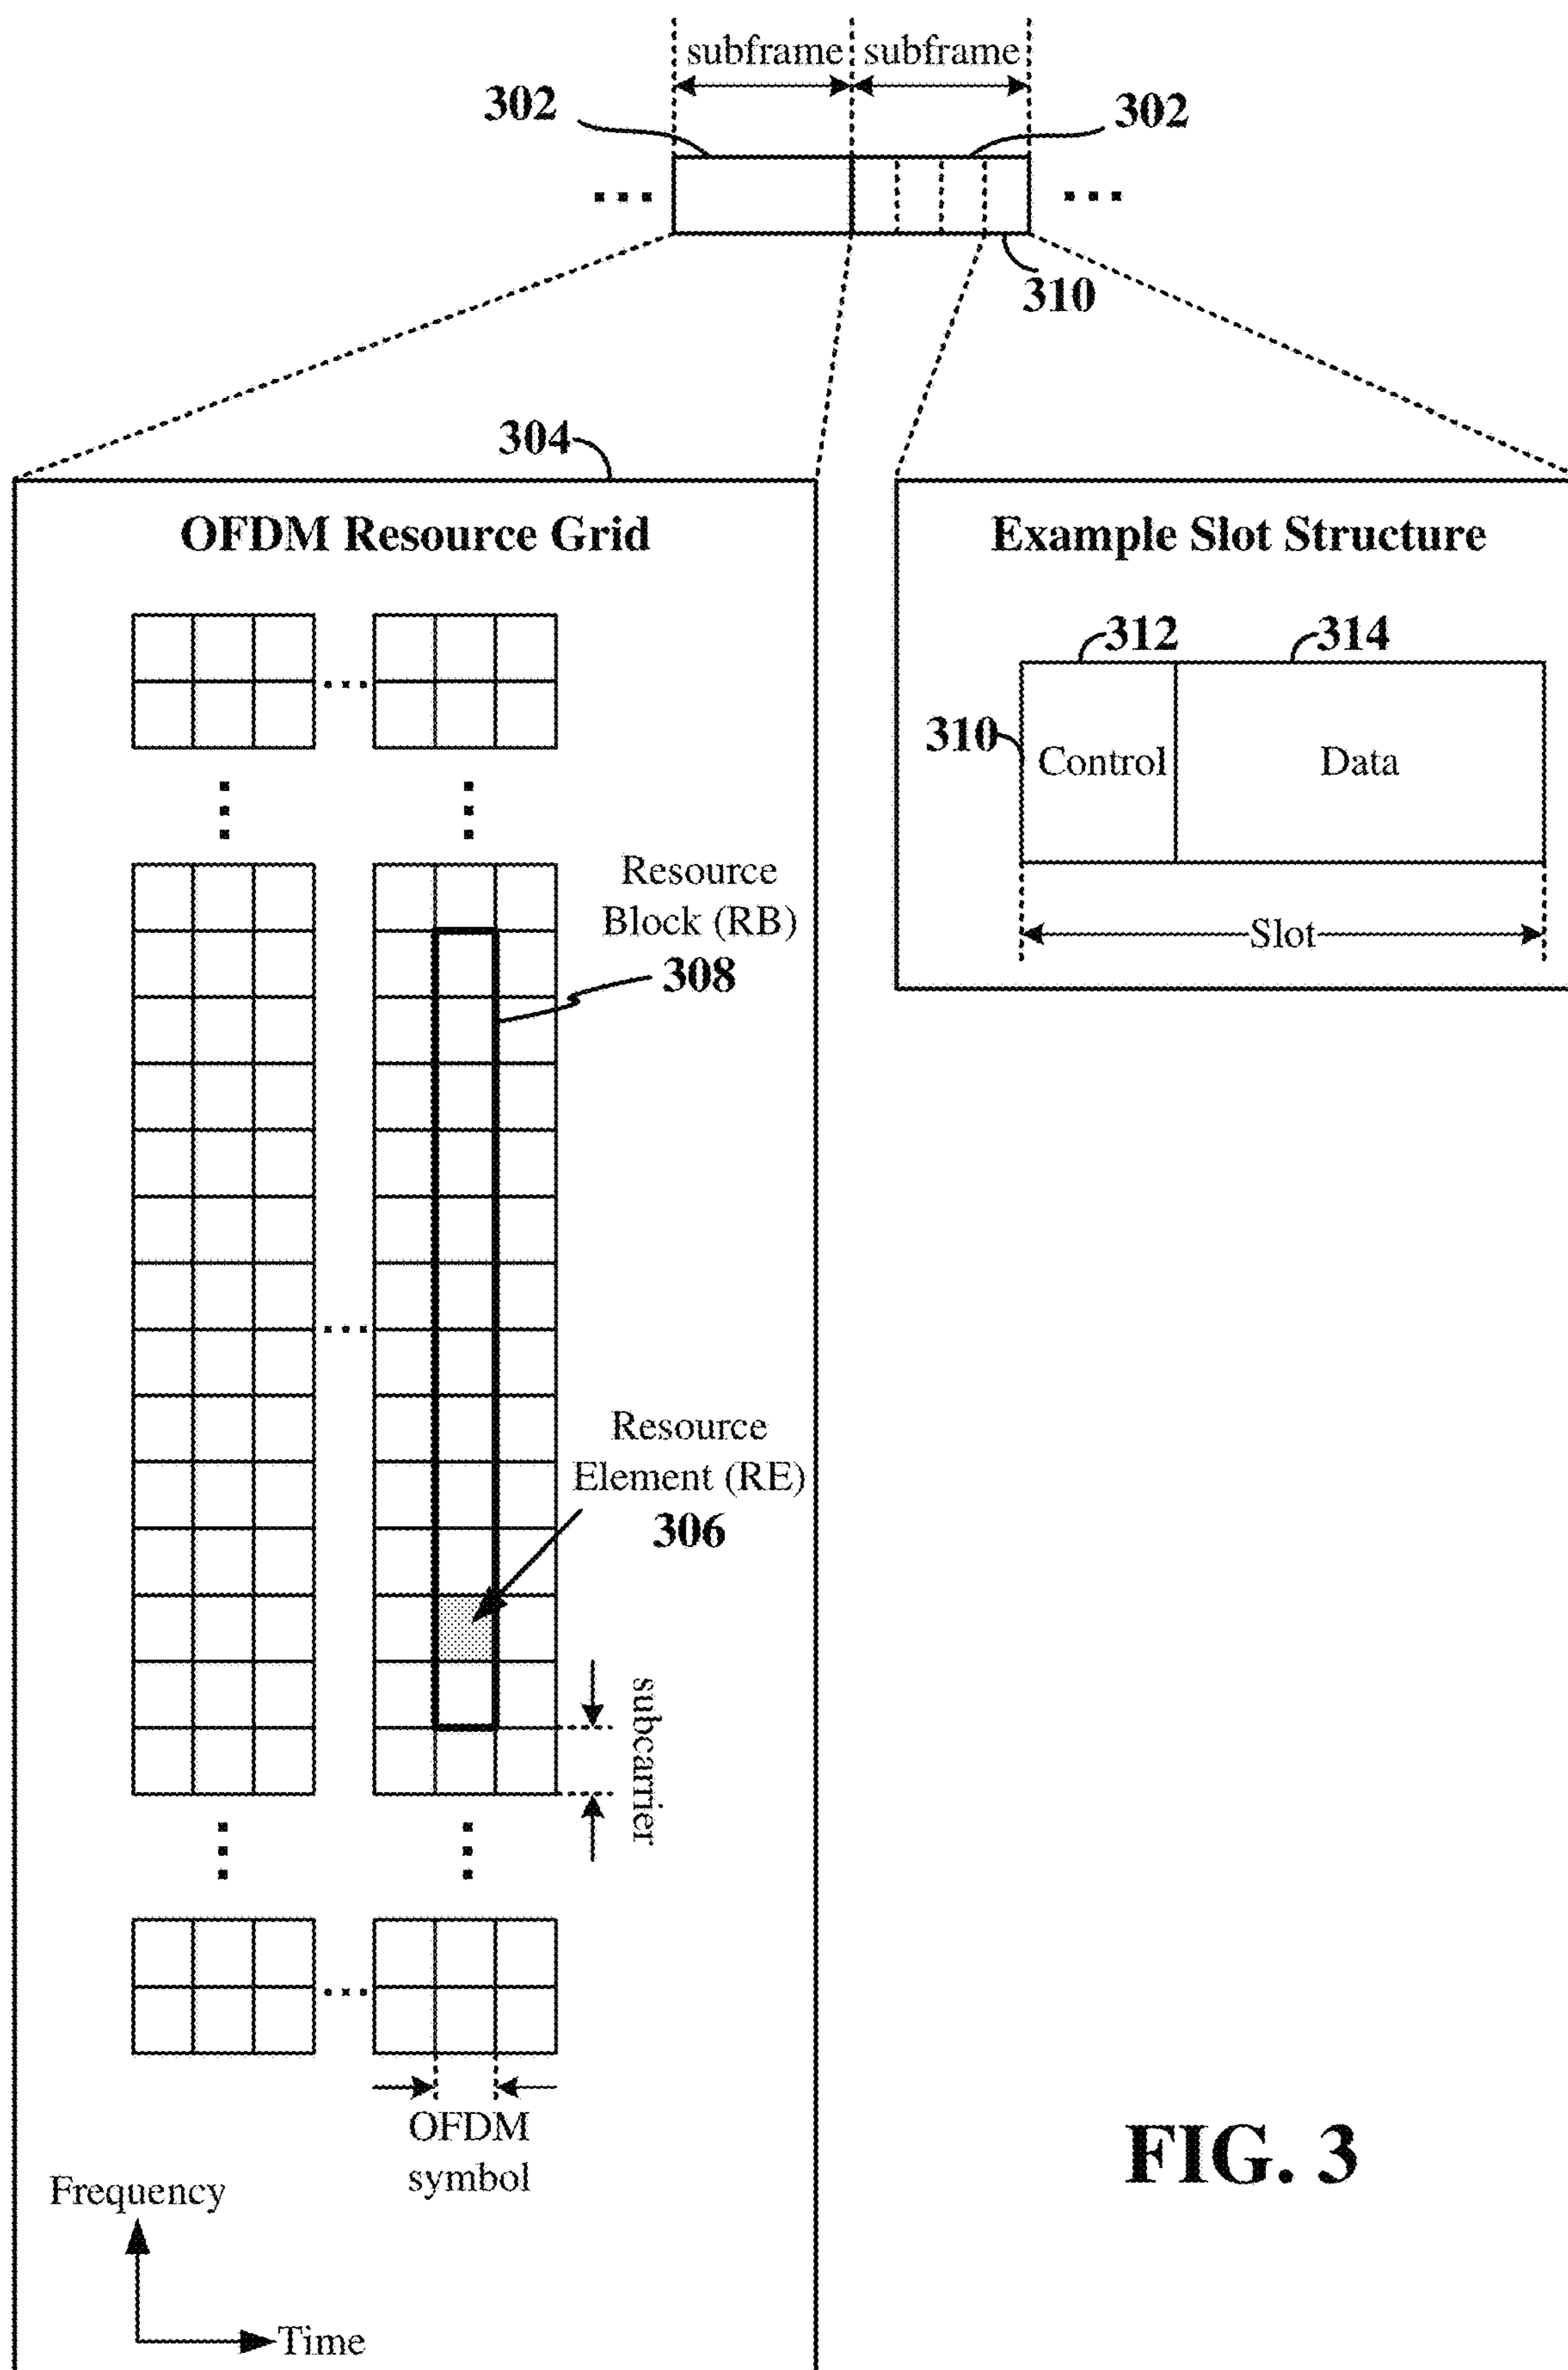 subframe subframe
302 302
310
304
OFDM Resource Grid
Example Slot Structure
312 314
310
Control Data
Slot
Resource
Block (RB)
308
Resource
Element (RE)
306
subcarrier
OFDM
symbol
Frequency
Time
FIG. 3